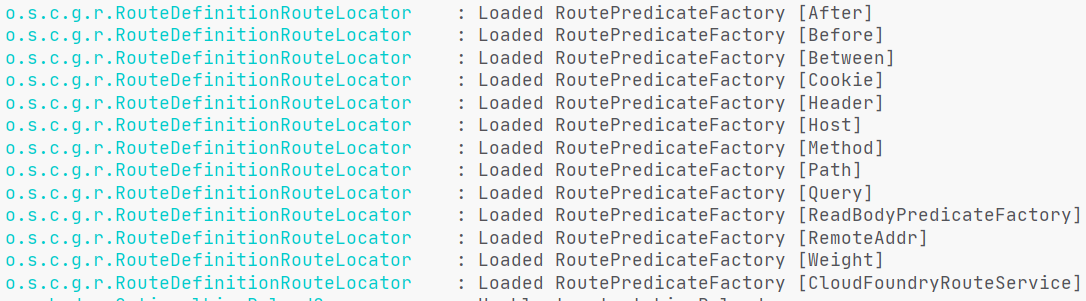 o.s.c.g.r.RouteDefinitionRouteLocator : Loaded RoutePredicateFactory [After]
o.s.c.g.r.RouteDefinitionRouteLocator : Loaded RoutePredicateFactory [Before]
o.s.c.g.r.RouteDefinitionRouteLocator : Loaded RoutePredicateFactory [Between]
o.s.c.g.r.RouteDefinitionRouteLocator : Loaded RoutePredicateFactory [Cookie]
o.s.c.g.r.RouteDefinitionRouteLocator : Loaded RoutePredicateFactory [Header]
o.s.c.g.r.RouteDefinitionRouteLocator : Loaded RoutePredicateFactory [Host]
o.s.c.g.r.RouteDefinitionRouteLocator : Loaded RoutePredicateFactory [Method]
o.s.c.g.r.RouteDefinitionRouteLocator : Loaded RoutePredicateFactory [Path]
o.s.c.g.r.RouteDefinitionRouteLocator : Loaded RoutePredicateFactory [Query]
o.s.c.g.r.RouteDefinitionRouteLocator : Loaded RoutePredicateFactory [ReadBodyPredicateFactory]
o.s.c.g.r.RouteDefinitionRouteLocator : Loaded RoutePredicateFactory [RemoteAddr]
o.s.c.g.r.RouteDefinitionRouteLocator : Loaded RoutePredicateFactory [Weight]
o.s.c.g.r.RouteDefinitionRouteLocator : Loaded RoutePredicateFactory [CloudFoundryRouteService]